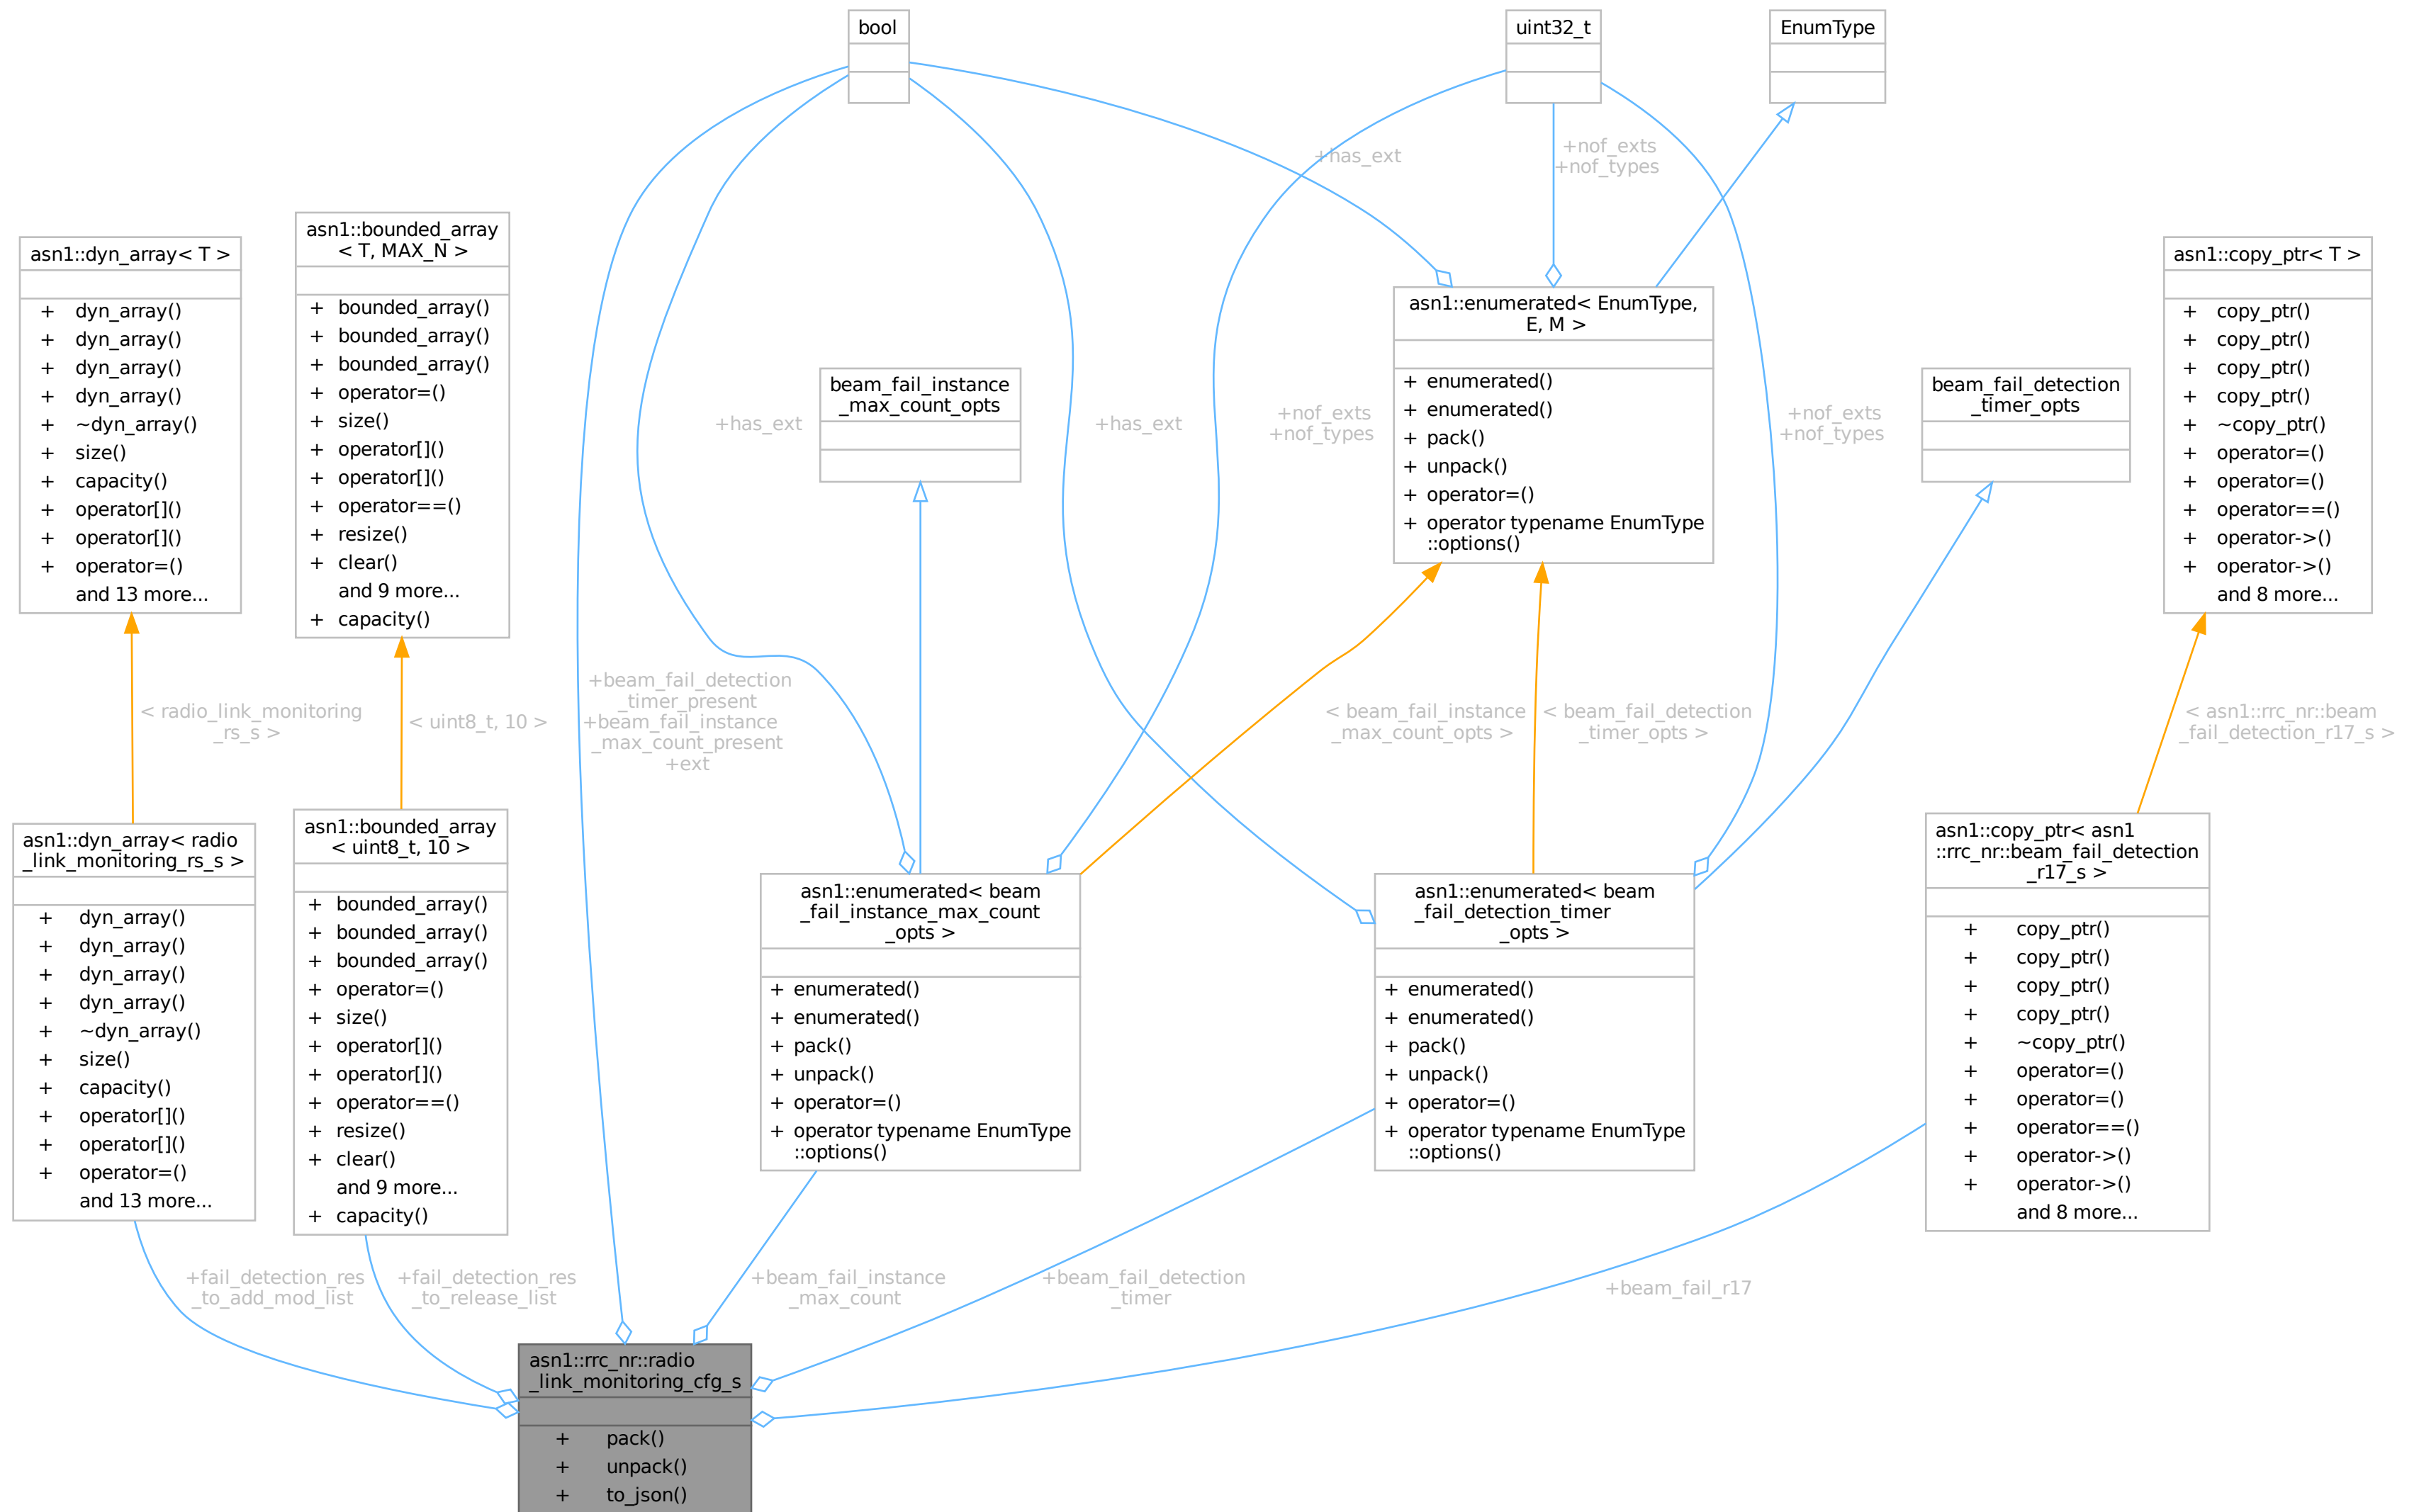 bool
uint32_t
EnumType
+has_ext
+nof_exts
+nof_types
asn1::dyn_array< T >
+ dyn_array()
+ dyn_array()
+ dyn_array()
+ dyn_array()
+ ~dyn_array()
+ size()
+ capacity()
+ operator[]()
+ operator[]()
+ operator=()
and 13 more...
asn1::bounded_array
< T, MAX_N >
+ bounded_array()
+ bounded_array()
+ bounded_array()
+ operator=()
+ size()
+ operator[]()
+ operator[]()
+ operator==()
+ resize()
+ clear()
and 9 more...
+ capacity()
+has_ext
beam_fail_instance
_max_count_opts
+has_ext
+nof_exts
+nof_types
asn1::enumerated< EnumType,
E, M >
+ enumerated()
+ enumerated()
+ pack()
+ unpack()
+ operator=()
+ operator typename EnumType
::options()
+nof_exts
+nof_types
beam_fail_detection
_timer_opts
asn1::copy_ptr< T >
+ copy_ptr()
+ copy_ptr()
+ copy_ptr()
+ copy_ptr()
+ ~copy_ptr()
+ operator=()
+ operator=()
+ operator==()
+ operator->()
+ operator->()
and 8 more...
< radio_link_monitoring
_rs_s >
< uint8_t, 10 >
+beam_fail_detection
_timer_present
+beam_fail_instance
_max_count_present
+ext
< beam_fail_instance
_max_count_opts >
< beam_fail_detection
_timer_opts >
< asn1::rrc_nr::beam
_fail_detection_r17_s >
asn1::dyn_array< radio
_link_monitoring_rs_s >
+ dyn_array()
+ dyn_array()
+ dyn_array()
+ dyn_array()
+ ~dyn_array()
+ size()
+ capacity()
+ operator[]()
+ operator[]()
+ operator=()
and 13 more...
asn1::bounded_array
< uint8_t, 10 >
+ bounded_array()
+ bounded_array()
+ bounded_array()
+ operator=()
+ size()
+ operator[]()
+ operator[]()
+ operator==()
+ resize()
+ clear()
and 9 more...
+ capacity()
asn1::enumerated< beam
_fail_instance_max_count
_opts >
+ enumerated()
+ enumerated()
+ pack()
+ unpack()
+ operator=()
+ operator typename EnumType
::options()
asn1::enumerated< beam
_fail_detection_timer
_opts >
+ enumerated()
+ enumerated()
+ pack()
+ unpack()
+ operator=()
+ operator typename EnumType
::options()
asn1::copy_ptr< asn1
::rrc_nr::beam_fail_detection
_r17_s >
+ copy_ptr()
+ copy_ptr()
+ copy_ptr()
+ copy_ptr()
+ ~copy_ptr()
+ operator=()
+ operator=()
+ operator==()
+ operator->()
+ operator->()
and 8 more...
+fail_detection_res
_to_add_mod_list
+fail_detection_res
_to_release_list
+beam_fail_instance
_max_count
+beam_fail_detection
_timer
+beam_fail_r17
asn1::rrc_nr::radio
_link_monitoring_cfg_s
+ pack()
+ unpack()
+ to_json()